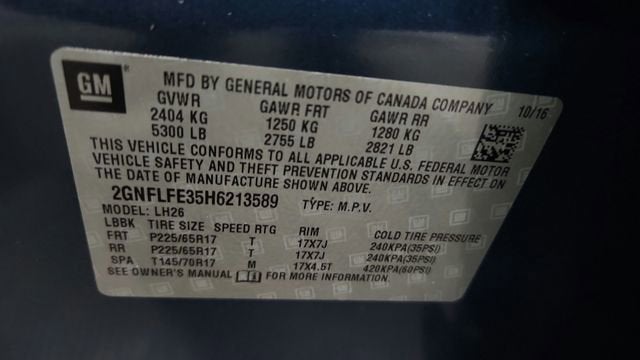 GM ®
MFD BY GENERAL MOTORS OF CANADA COMPANY
GVWR GAWR FRT GAWR RR 10/16
2404 KG 1250 KG 1280 KG
5300 LB 2755 LB 2821 LB
THIS VEHICLE CONFORMS TO ALL APPLICABLE U.S. FEDERAL MOTOR
VEHICLE SAFETY AND THEFT PREVENTION STANDARDS IN EFFECT ON
THE DATE OF MANUFACTURE SHOWN ABOVE.
2GNFLFE35H6213589 TYPE: M.P.V.
MODEL: LH26
LBBK TIRE SIZE SPEED RTG RIM COLD TIRE PRESSURE
FRT P225/65R17 T 17X7J 240KPA(35PSI)
RR P225/65R17 T 17X7J 240KPA(35PSI)
SPA T145/70R17 M 17X4.5T 420KPA(60PSI)
SEE OWNER'S MANUAL FOR MORE INFORMATION.